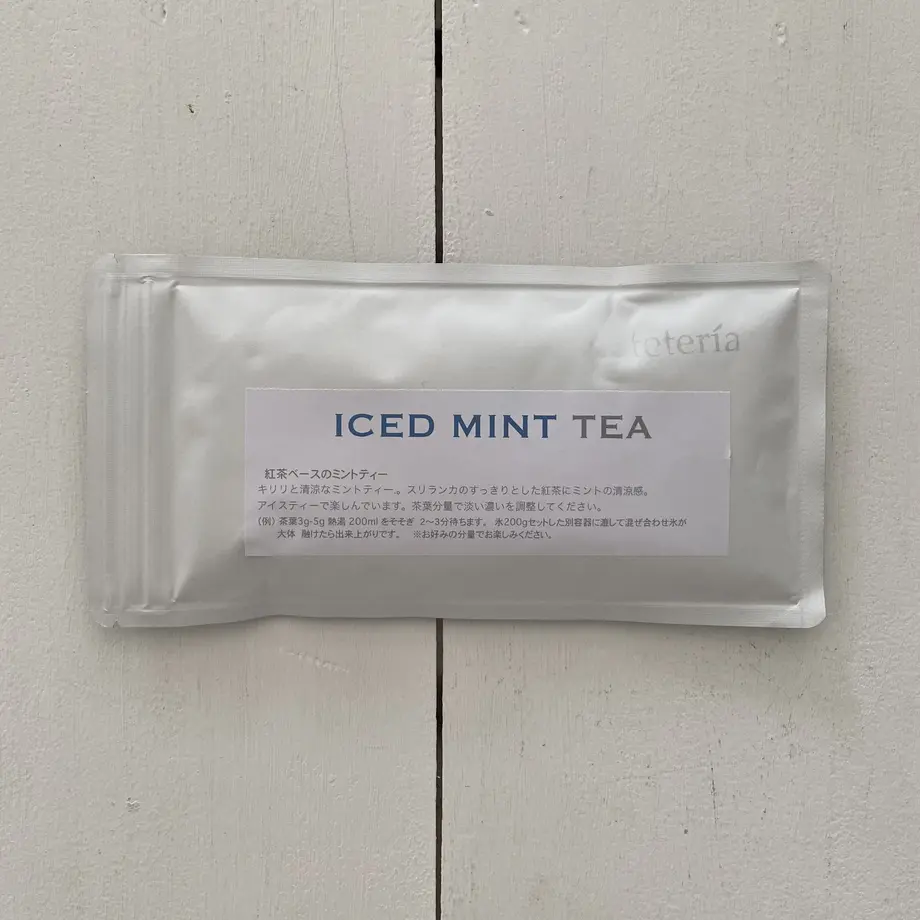 tetería
ICED MINT TEA
紅茶ベースのミントティー
キリリと清涼なミントティー。スリランカのすっきりとした紅茶にミントの清涼感。
アイスティーで楽しんでいます。茶葉分量で淡い濃いを調整してください。
（例）茶葉3g-5g 熱湯 200ml をそそぎ 2〜3分待ちます。 氷200gセットした別容器に漉して混ぜ合わせ氷が
大体 融けたら出来上がりです。 ※お好みの分量でお楽しみください。